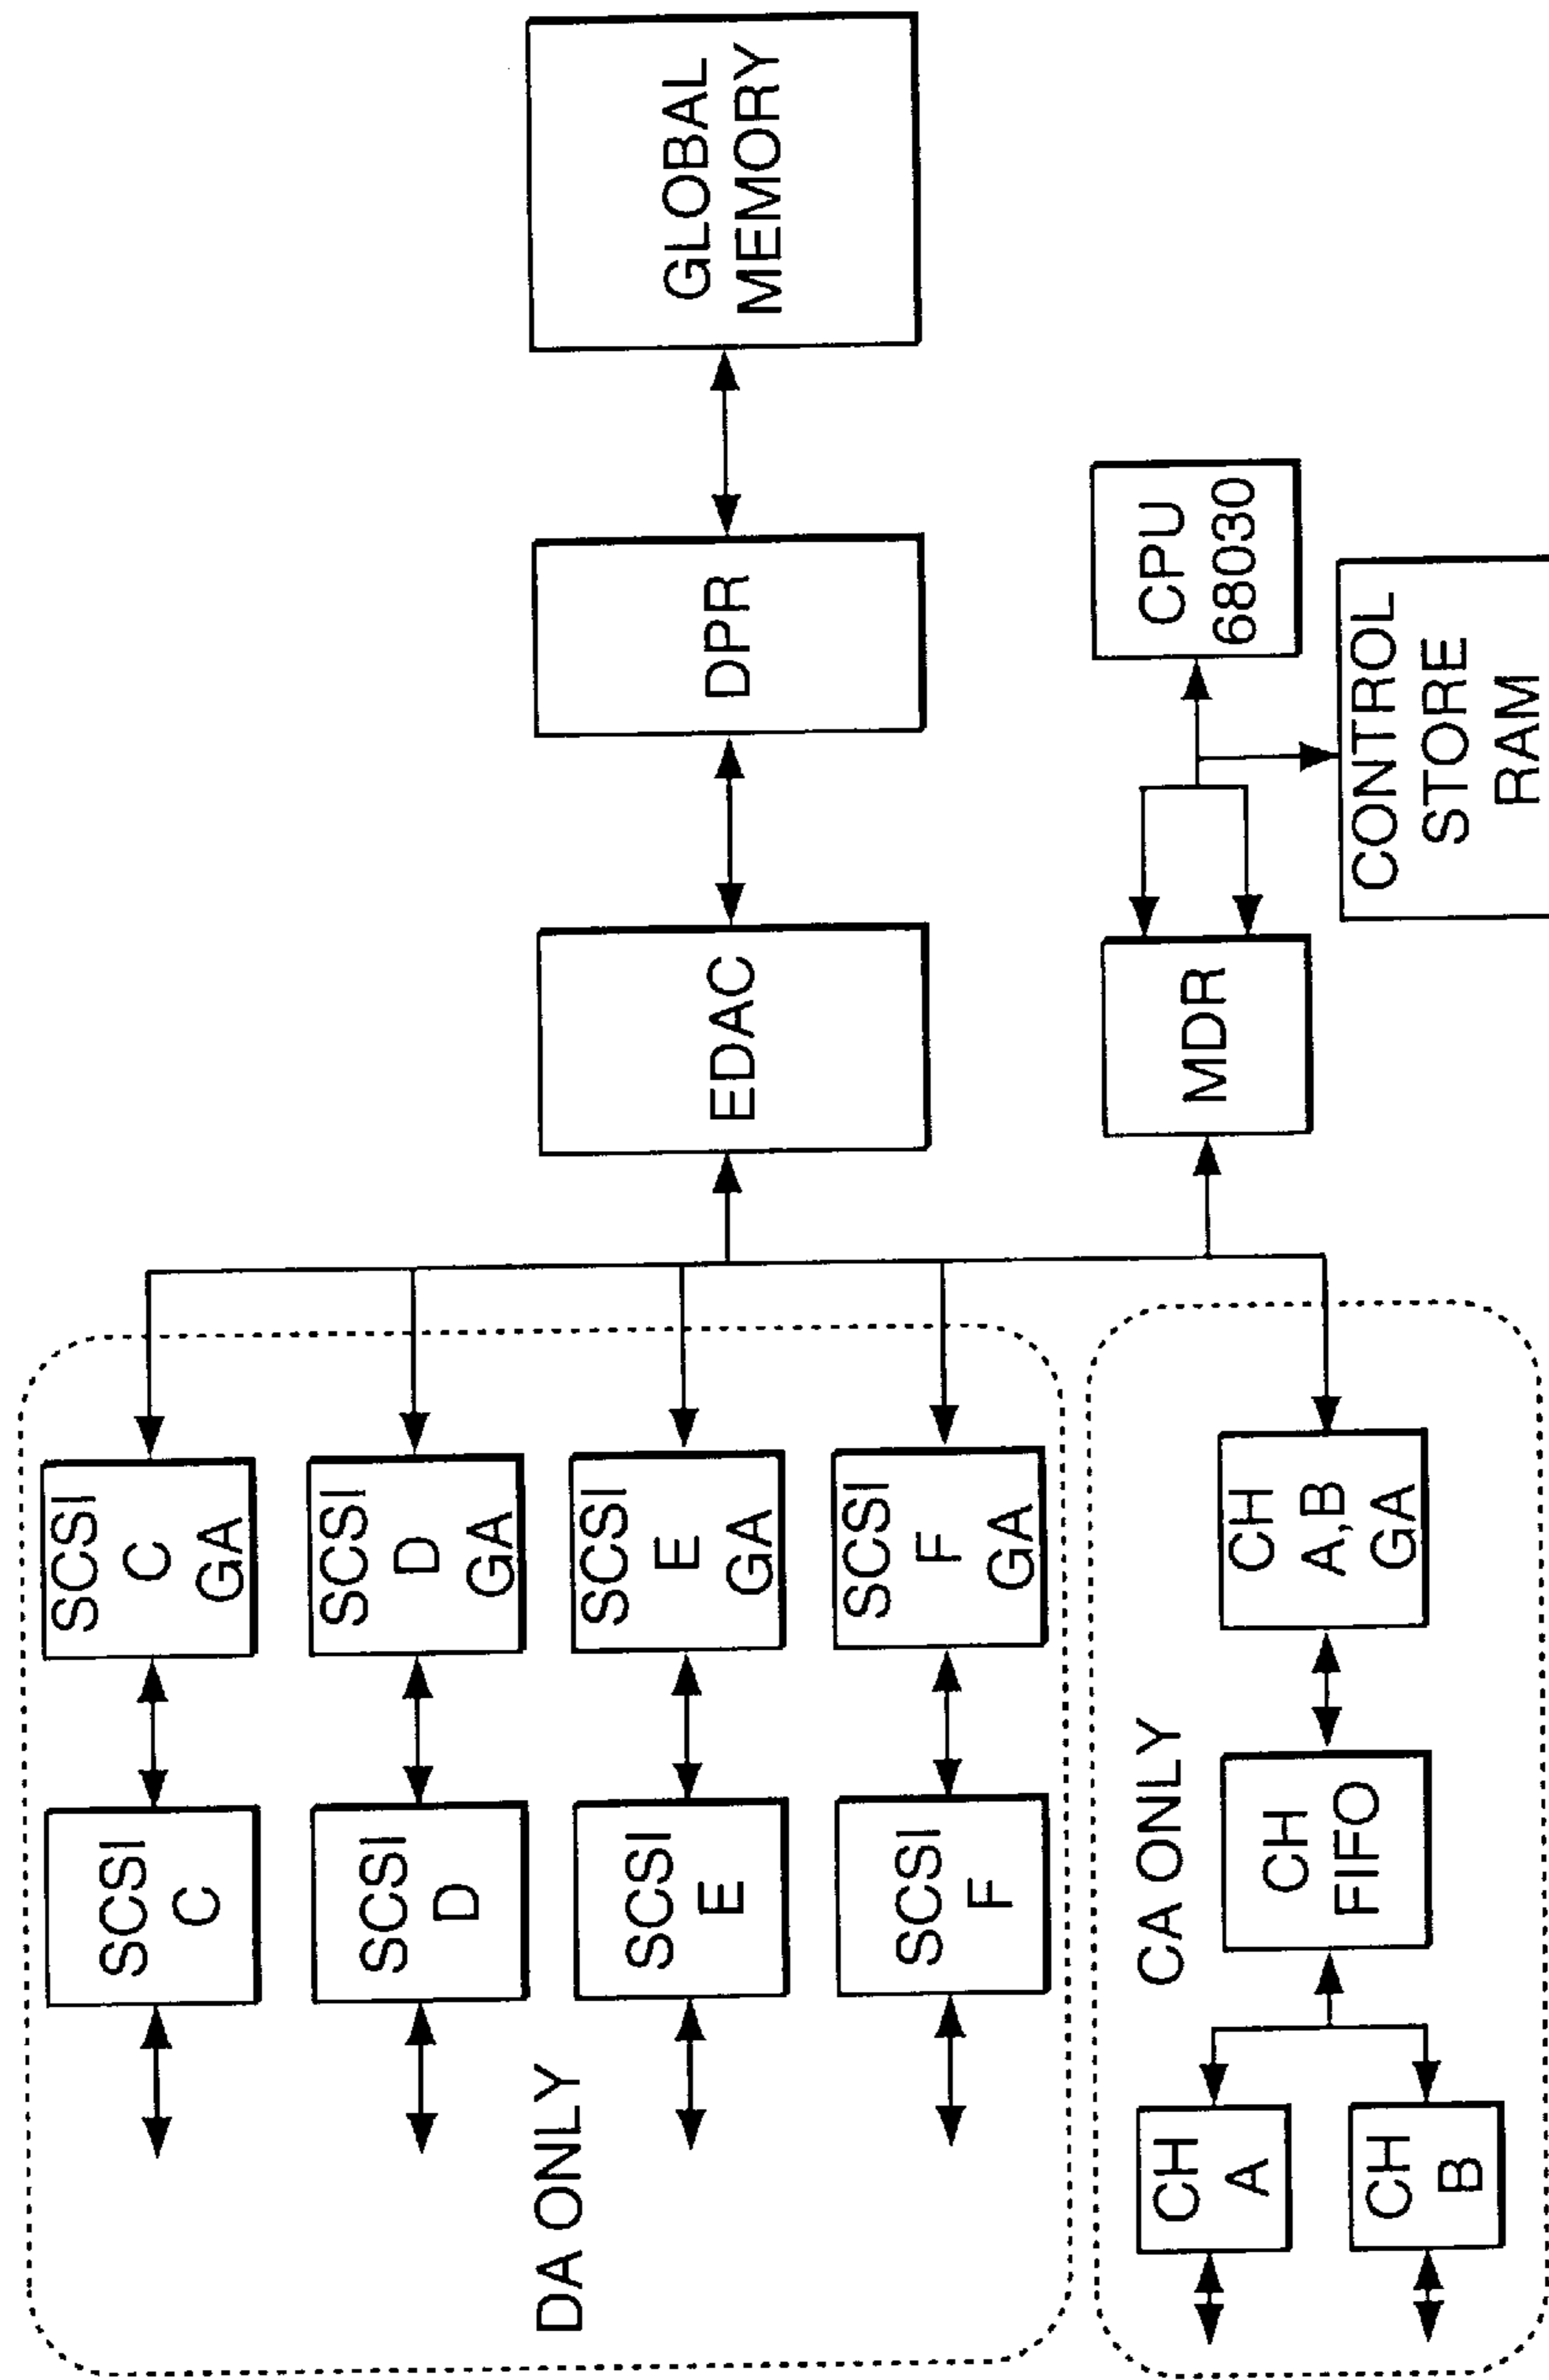 SCSI
C
SCSI
C
GA
SCSI
D
SCSI
D
GA
SCSI
E
SCSI
E
GA
SCSI
F
SCSI
F
GA
DA ONLY
EDAC
DPR
GLOBAL
MEMORY
CA ONLY
CH
A
CH
B
CH
FIFO
CH
A,B
GA
MDR
CPU
68030
CONTROL
STORE
RAM